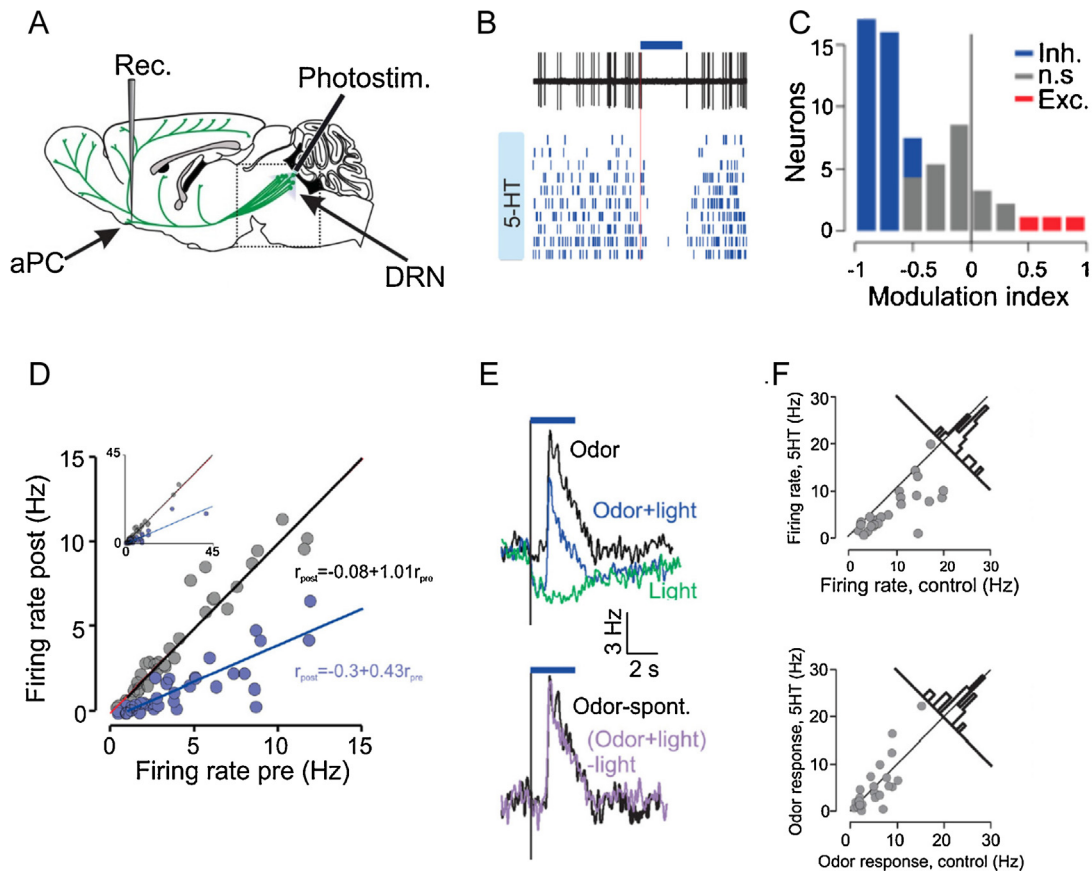 A
Rec.
Photostim.
aPC
DRN
B
5-HT
C
15
10
5
0
Neurons
Inh.
n.s
Exc.
-1
-0.5
0
0.5
1
Modulation index
D
15
10
5
0
Firing rate post (Hz)
45
0
0
45
r_post=-0.08+1.01r_pre
r_post=-0.3+0.43r_pre
0
5
10
15
Firing rate pre (Hz)
E
Odor
Odor+light
Light
3 Hz
2 s
Odor-spont.
(Odor+light)
-light
.F
30
20
10
0
Firing rate, 5HT (Hz)
0
10
20
30
Firing rate, control (Hz)
30
20
10
0
Odor response, 5HT (Hz)
0
10
20
30
Odor response, control (Hz)